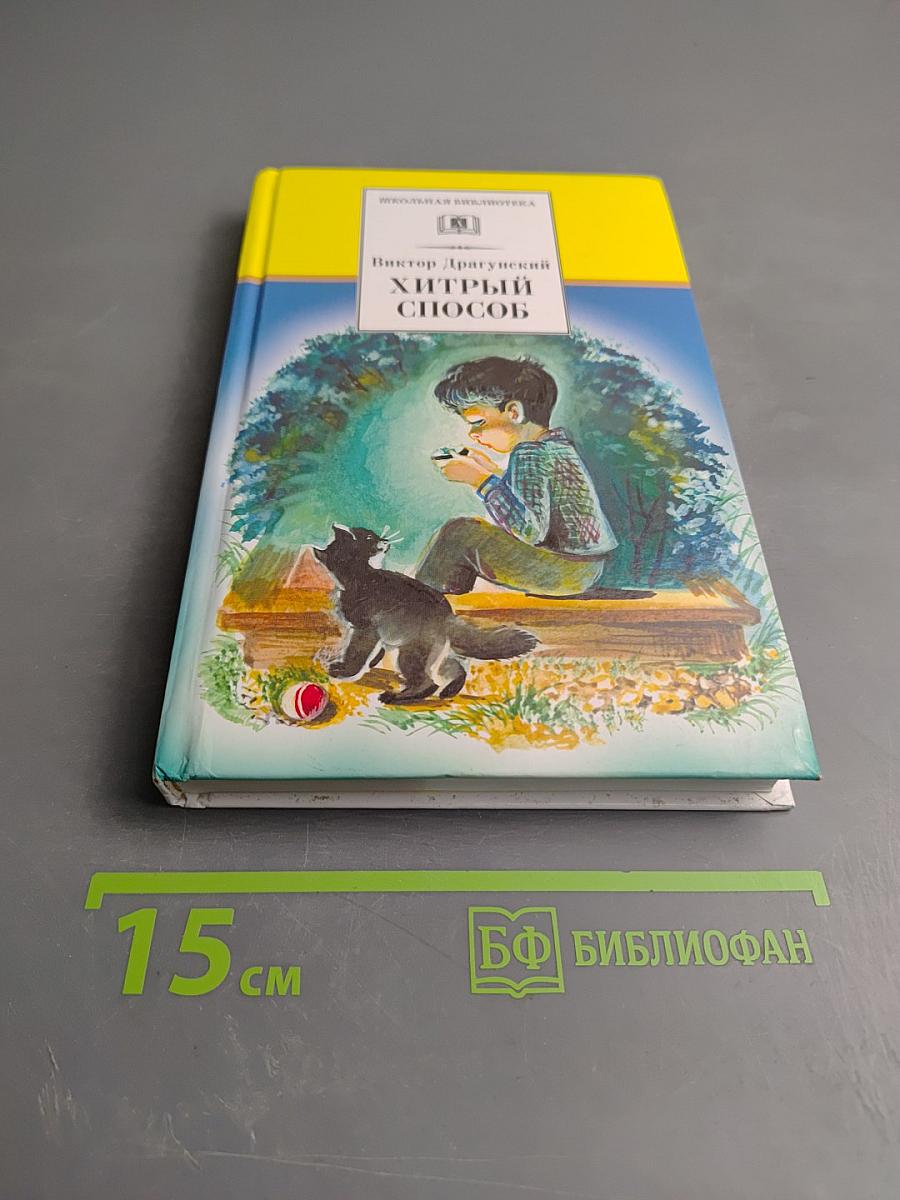 ШКОЛЬНАЯ БИБЛИОТЕКА
Виктор Драгунский
ХИТРЫЙ
СПОСОБ
15 см
БФ БИБЛИОФАН